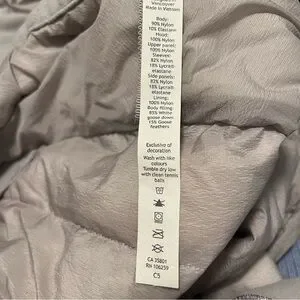 Vancouver
Made in Vietnam
Body:
90% Nylon
10% Elastane
Hood:
100% Nylon
Upper panel:
100% Nylon
Sleeves:
82% Nylon
18% Lycra®
elastane
Side panels:
82% Nylon
18% Lycra®
elastane
Lining:
100% Nylon
Body filling:
85% White
goose down
15% Goose
feathers
Exclusive of
decoration
Wash with like
colours
Tumble dry low
with clean tennis
balls
CA 35801
RN 106259
C5